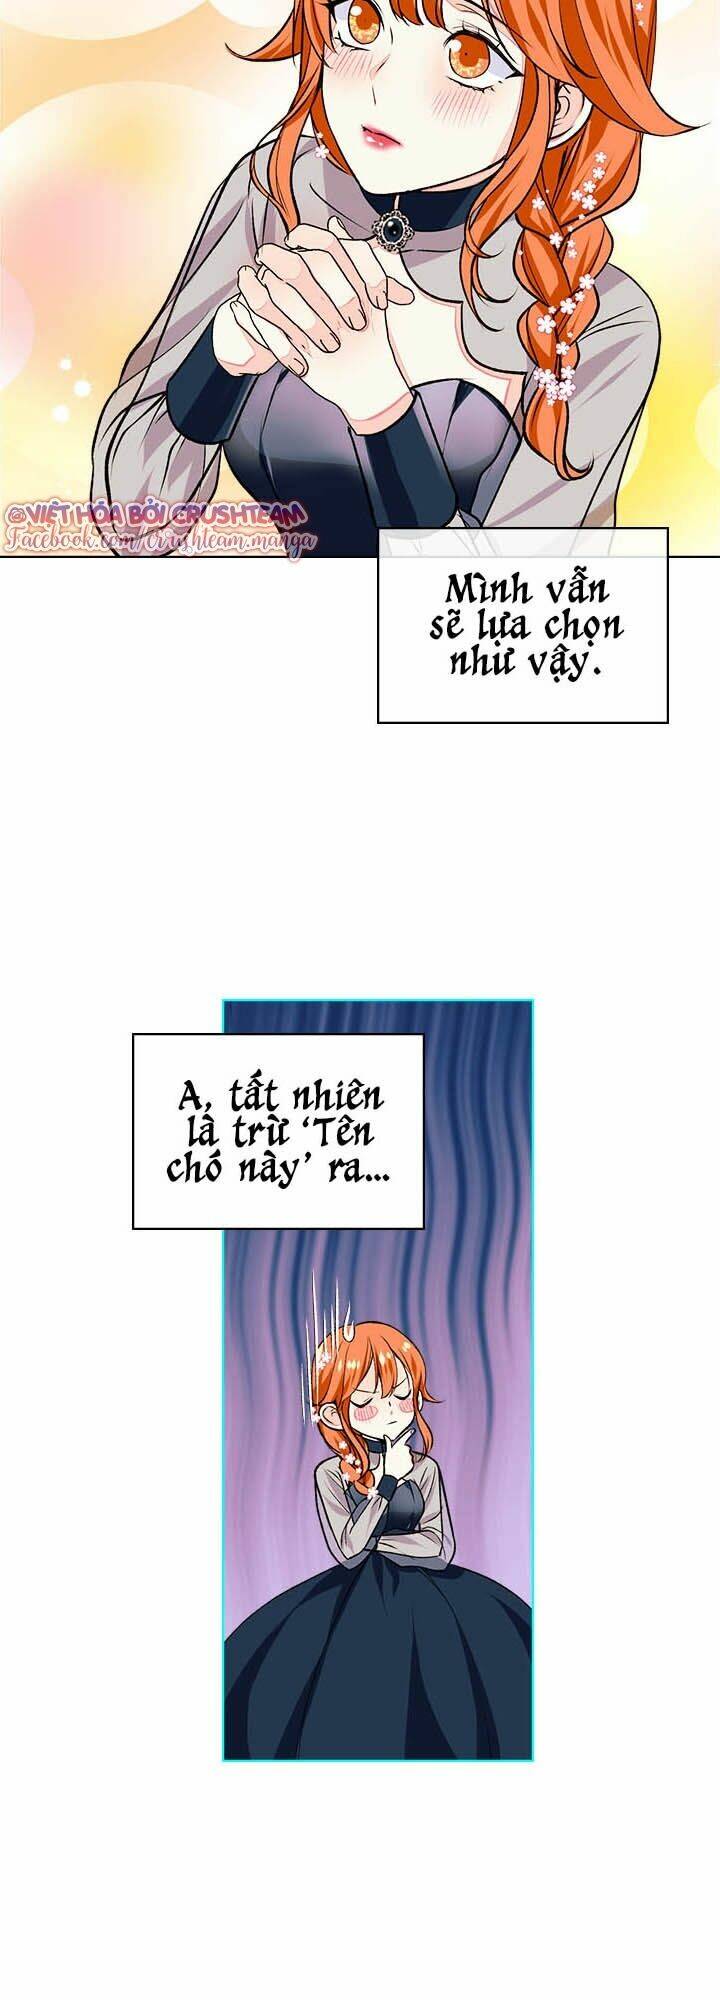 ©VIỆT HÓA BỞI CRUSHTEAM
Facebook.com/crrushteam.manga
Mình vẫn
sẽ lựa chọn
như vậy.
A, tất nhiên
là trừ ‘Tên
chó này’ ra...